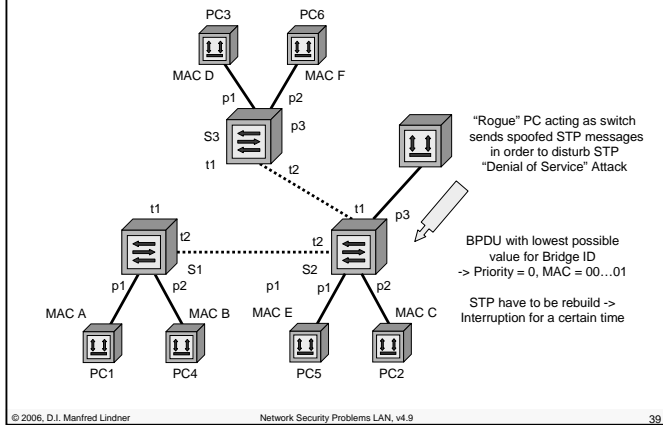 PC3
PC6
MAC D
MAC F
p1
p2
p3
S3
t1
t2
"Rogue" PC acting as switch
sends spoofed STP messages
in order to disturb STP
"Denial of Service" Attack
t1
p3
t1
t2
t2
S1
S2
BPDU with lowest possible
value for Bridge ID
-> Priority = 0, MAC = 00…01
p1
p2
p1
p1
p2
MAC A
MAC B
MAC E
MAC C
STP have to be rebuild ->
Interruption for a certain time
PC1
PC4
PC5
PC2
© 2006, D.I. Manfred Lindner
Network Security Problems LAN, v4.9
39